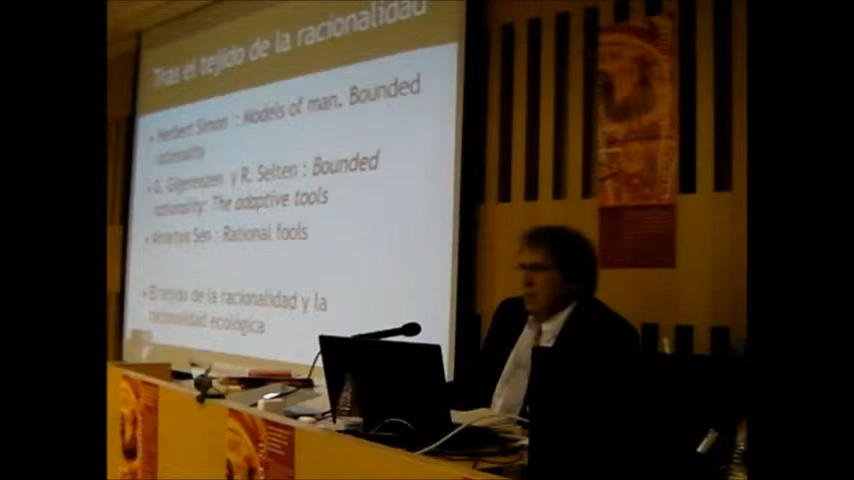 Tras el tejido de la racionalidad
• Herbert Simon : Models of man. Bounded
rationality
• G. Gigerenzen y R. Selten : Bounded
rationality: The adaptive tools
• Amartya Sen : Rational fools
• El tejido de la racionalidad y la
racionalidad ecológica